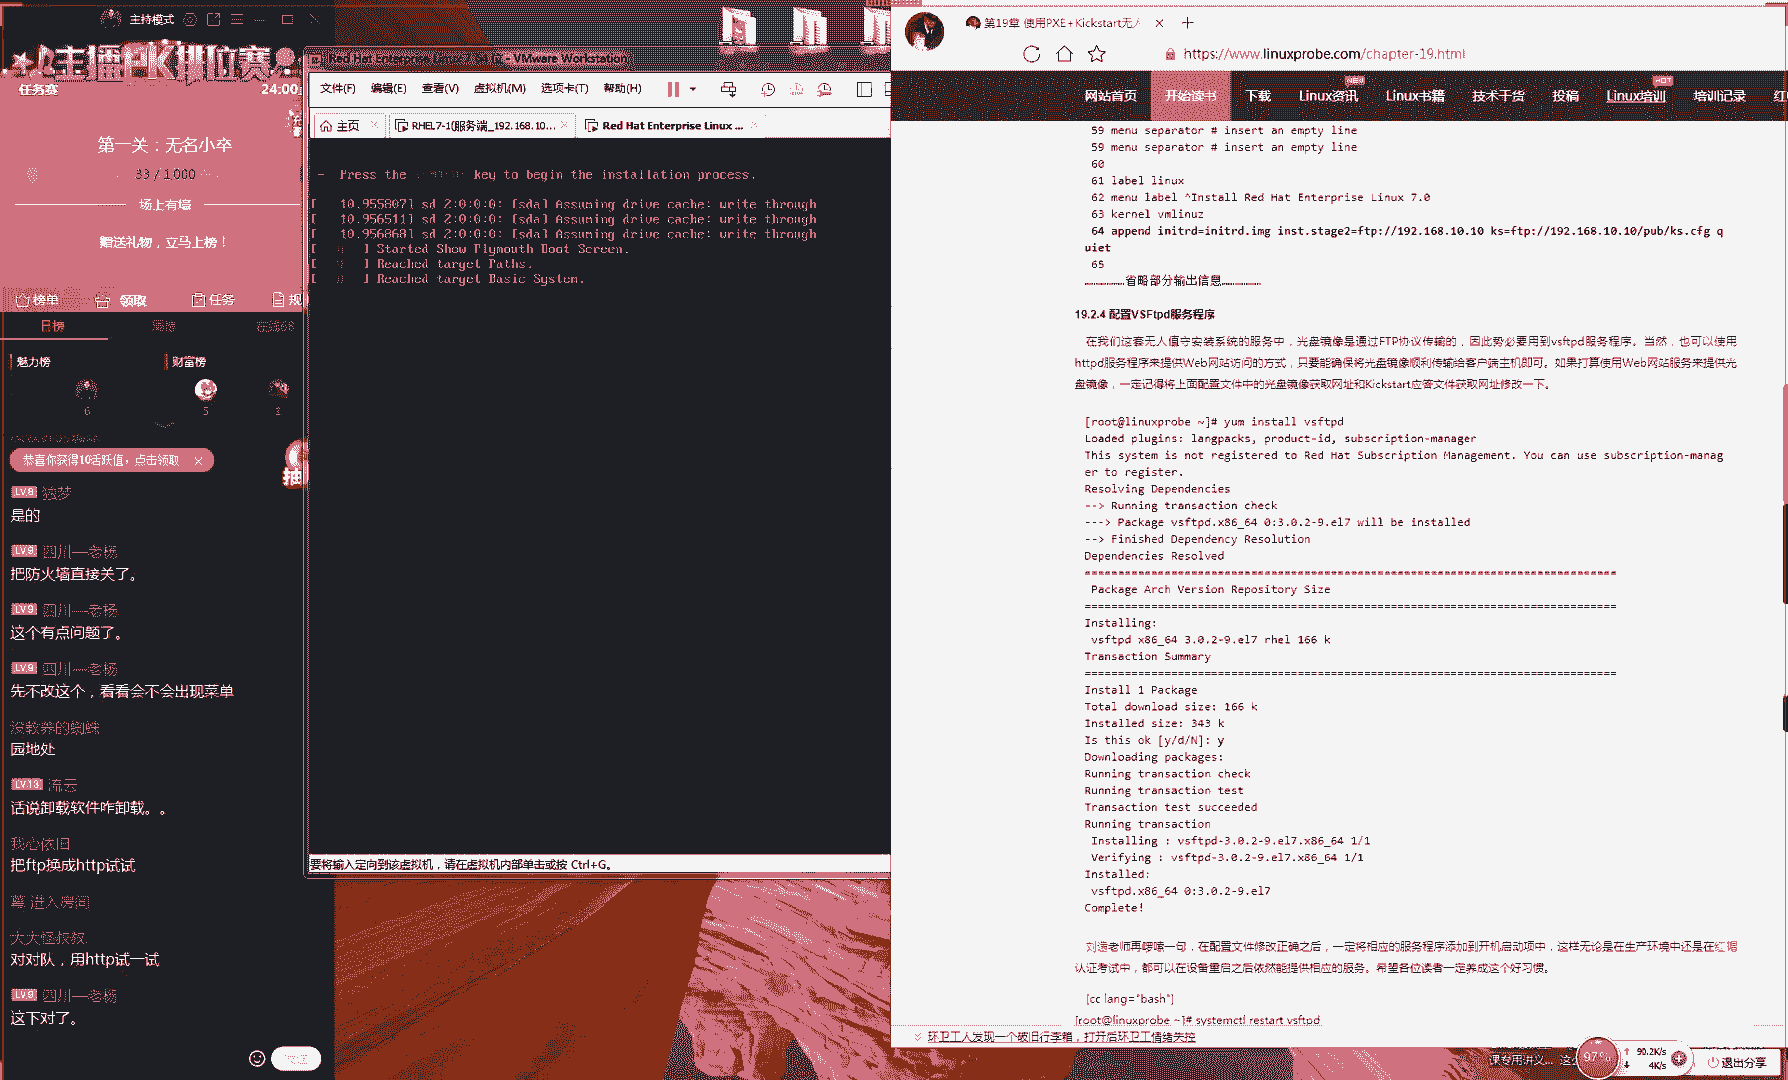 主持模式
主播PK排位赛
任务赛
24:00
第一关：无名小卒
33 / 1,000
场上有墙
赠送礼物，立马上榜！
榜单
领取
任务
日榜
魅力榜
财富榜
6
5
恭喜你获得10活跃值，点击领取
LV.8 独梦
是的
LV.9 四川—老杨
把防火墙直接关了。
LV.9 四川—老杨
这个有点问题了。
LV.9 四川—老杨
先不改这个，看看会不会出现菜单
没教养的蜘蛛
园地处
LV.13 流云
话说卸载软件咋卸载。。
我心依旧
把ftp换成http试试
进入房间
大大怪叔叔.
对对队，用http试一试
LV.9 四川—老杨
这下对了。
- VMware Workstation
文件(F) 编辑(E) 查看(V) 虚拟机(M) 选项卡(T) 帮助(H)
主页
RHEL7-1(服务端_192.168.10...
Red Hat Enterprise Linux ...
- Press the key to begin the installation process.
[ 10.955807] sd 2:0:0:0: [sda] Assuming drive cache: write through
[ 10.956511] sd 2:0:0:0: [sda] Assuming drive cache: write through
[ 10.956868] sd 2:0:0:0: [sda] Assuming drive cache: write through
[ ] Started Show Plymouth Boot Screen.
[ ] Reached target Paths.
[ ] Reached target Basic System.
要将输入定向到该虚拟机，请在虚拟机内部单击或按 Ctrl+G。
第19章 使用PXE+Kickstart无人
https://www.linuxprobe.com/chapter-19.html
网站首页 开始读书 下载 Linux资讯 Linux书籍 技术干货 投稿 Linux培训 培训记录 红
NEW
HOT
59 menu separator # insert an empty line
59 menu separator # insert an empty line
60
61 label linux
62 menu label ^Install Red Hat Enterprise Linux 7.0
63 kernel vmlinuz
64 append initrd=initrd.img inst.stage2=ftp://192.168.10.10 ks=ftp://192.168.10.10/pub/ks.cfg q
uiet
65
………………省略部分输出信息………………
19.2.4 配置VSFtpd服务程序
在我们这套无人值守安装系统的服务中，光盘镜像是通过FTP协议传输的，因此势必要用到vsftpd服务程序。当然，也可以使用
httpd服务程序来提供Web网站访问的方式，只要能确保将光盘镜像顺利传输给客户端主机即可。如果打算使用Web网站服务来提供光
盘镜像，一定记得将上面配置文件中的光盘镜像获取网址和Kickstart应答文件获取网址修改一下。
[root@linuxprobe ~]# yum install vsftpd
Loaded plugins: langpacks, product-id, subscription-manager
This system is not registered to Red Hat Subscription Management. You can use subscription-manag
er to register.
Resolving Dependencies
--> Running transaction check
---> Package vsftpd.x86_64 0:3.0.2-9.el7 will be installed
--> Finished Dependency Resolution
Dependencies Resolved
================================================================================
Package Arch Version Repository Size
================================================================================
Installing:
vsftpd x86_64 3.0.2-9.el7 rhel 166 k
Transaction Summary
================================================================================
Install 1 Package
Total download size: 166 k
Installed size: 343 k
Is this ok [y/d/N]: y
Downloading packages:
Running transaction check
Running transaction test
Transaction test succeeded
Running transaction
Installing : vsftpd-3.0.2-9.el7.x86_64 1/1
Verifying : vsftpd-3.0.2-9.el7.x86_64 1/1
Installed:
vsftpd.x86_64 0:3.0.2-9.el7
Complete!
刘遄老师再啰嗦一句，在配置文件修改正确之后，一定将相应的服务程序添加到开机启动项中，这样无论是在生产环境中还是在红帽
认证考试中，都可以在设备重启之后依然能提供相应的服务。希望各位读者一定养成这个好习惯。
[cc lang="bash"]
[root@linuxprobe ~]# systemctl restart vsftpd
环卫工人发现一个破旧行李箱，打开后环卫工情绪失控
97%
90.2K/s
4K/s
退出分享